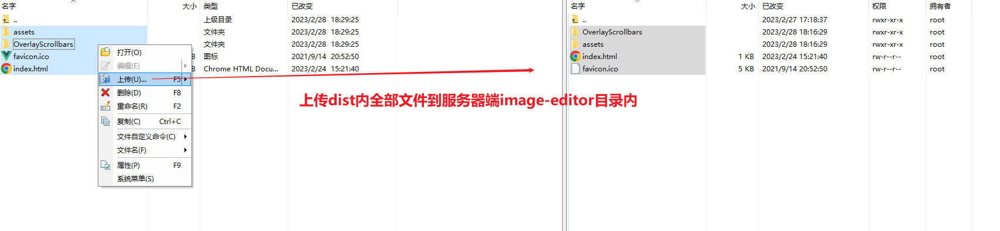 名字 大小 类型 已改变
.. 上级目录 2023/2/28 18:29:25
assets 文件夹 2023/2/28 18:29:25
OverlayScrollbars 文件夹 2023/2/28 18:29:25
favicon.ico B 图标 2021/9/14 20:52:50
index.html B Chrome HTML Docu... 2023/2/24 15:21:40
打开(O)
编辑(E)
上传(U)... F5
删除(D) F8
重命名(R) F2
复制(C) Ctrl+C
文件自定义命令(C)
文件名(F)
属性(P) F9
系统菜单(S)
上传dist内全部文件到服务器端image-editor目录内
名字 大小 已改变 权限 拥有者
.. 2023/2/27 17:18:37 rwxr-xr-x root
OverlayScrollbars 2023/2/28 18:16:29 rwxr-xr-x root
assets 2023/2/28 18:16:29 rwxr-xr-x root
index.html 1 KB 2023/2/24 15:21:40 rw-r--r-- root
favicon.ico 5 KB 2021/9/14 20:52:50 rw-r--r-- root